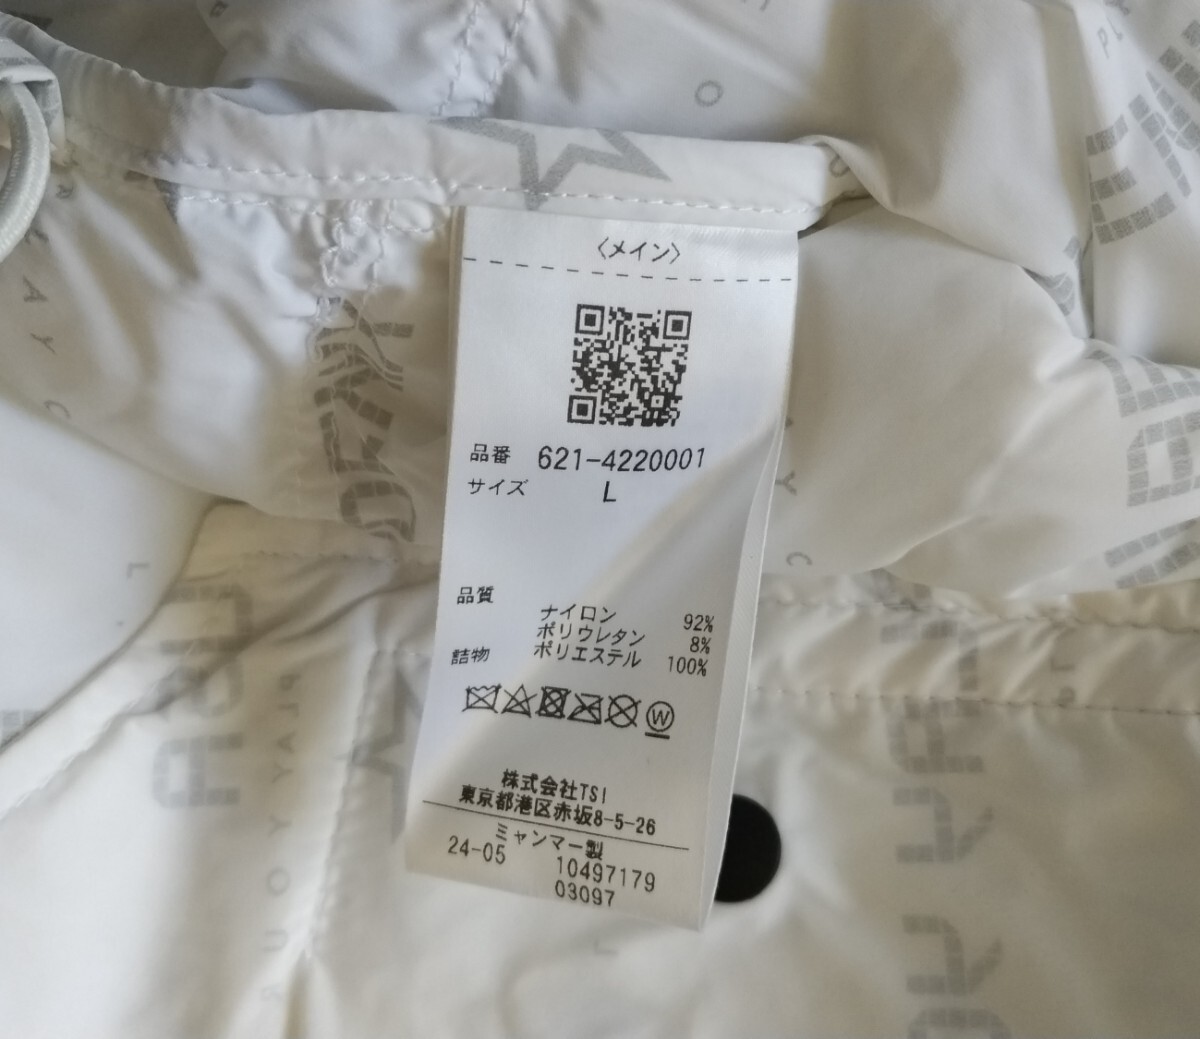 〈メイン〉
品番 621-4220001
サイズ L
品質
ナイロン 92%
ポリウレタン 8%
詰物 ポリエステル 100%
W
株式会社TSI
東京都港区赤坂8-5-26
ミャンマー製
24-05 10497179
03097
PLAY YOUR